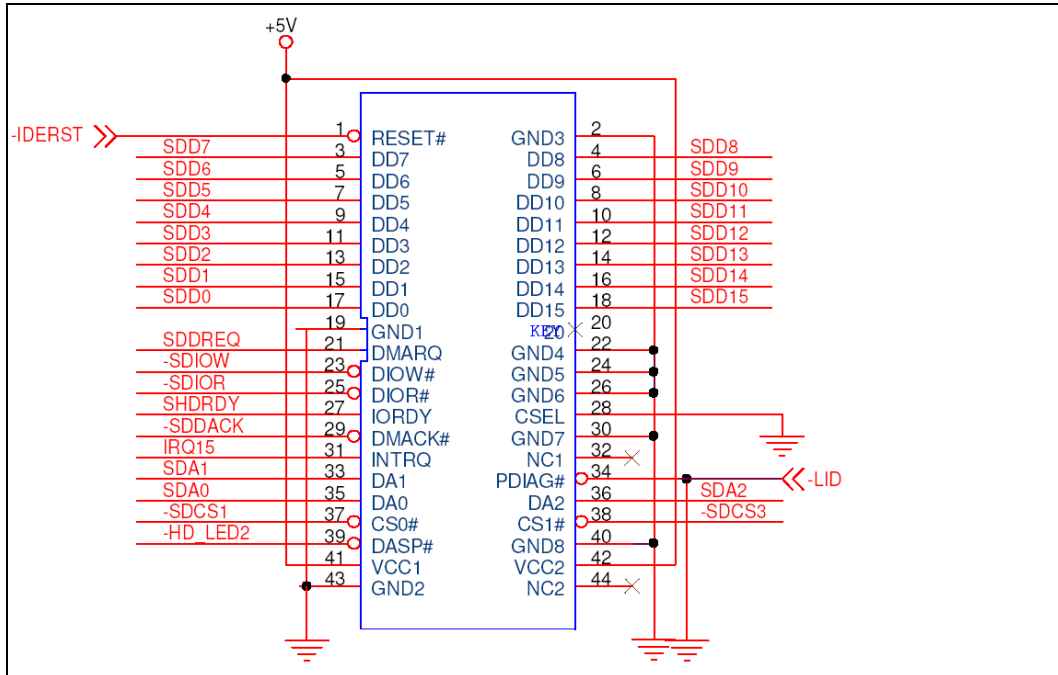 +5V
-IDERST 1 RESET# GND3 2
SDD7 3 DD7 DD8 4 SDD8
SDD6 5 DD6 DD9 6 SDD9
SDD5 7 DD5 DD10 8 SDD10
SDD4 9 DD4 DD11 10 SDD11
SDD3 11 DD3 DD12 12 SDD12
SDD2 13 DD2 DD13 14 SDD13
SDD1 15 DD1 DD14 16 SDD14
SDD0 17 DD0 DD15 18 SDD15
19 GND1 KEY 20 20
SDDREQ 21 DMARQ GND4 22
-SDIOW 23 DIOW# GND5 24
-SDIOR 25 DIOR# GND6 26
SHDRDY 27 IORDY CSEL 28
-SDDACK 29 DMACK# GND7 30
IRQ15 31 INTRQ NC1 32
SDA1 33 DA1 PDIAG# 34 -LID
SDA0 35 DA0 DA2 36 SDA2
-SDCS1 37 CS0# CS1# 38 -SDCS3
-HD_LED2 39 DASP# GND8 40
41 VCC1 VCC2 42
43 GND2 NC2 44